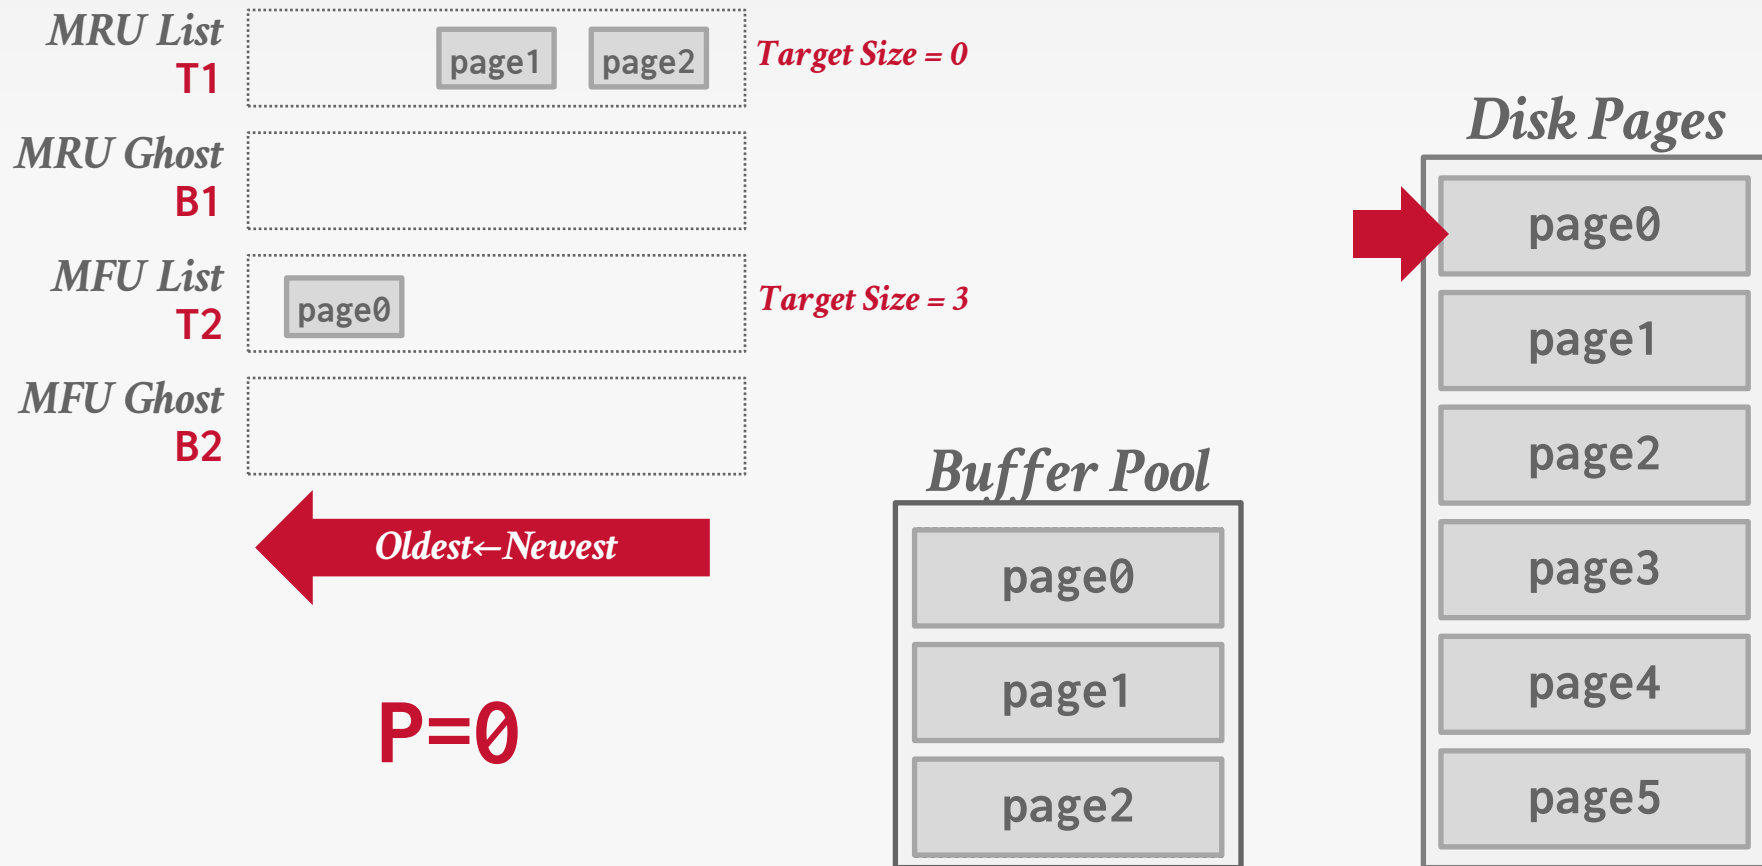 MRU List
T1
page1
page2
Target Size = 0
MRU Ghost
B1
MFU List
T2
page0
Target Size = 3
MFU Ghost
B2
Oldest←Newest
P=0
Buffer Pool
page0
page1
page2
Disk Pages
page0
page1
page2
page3
page4
page5